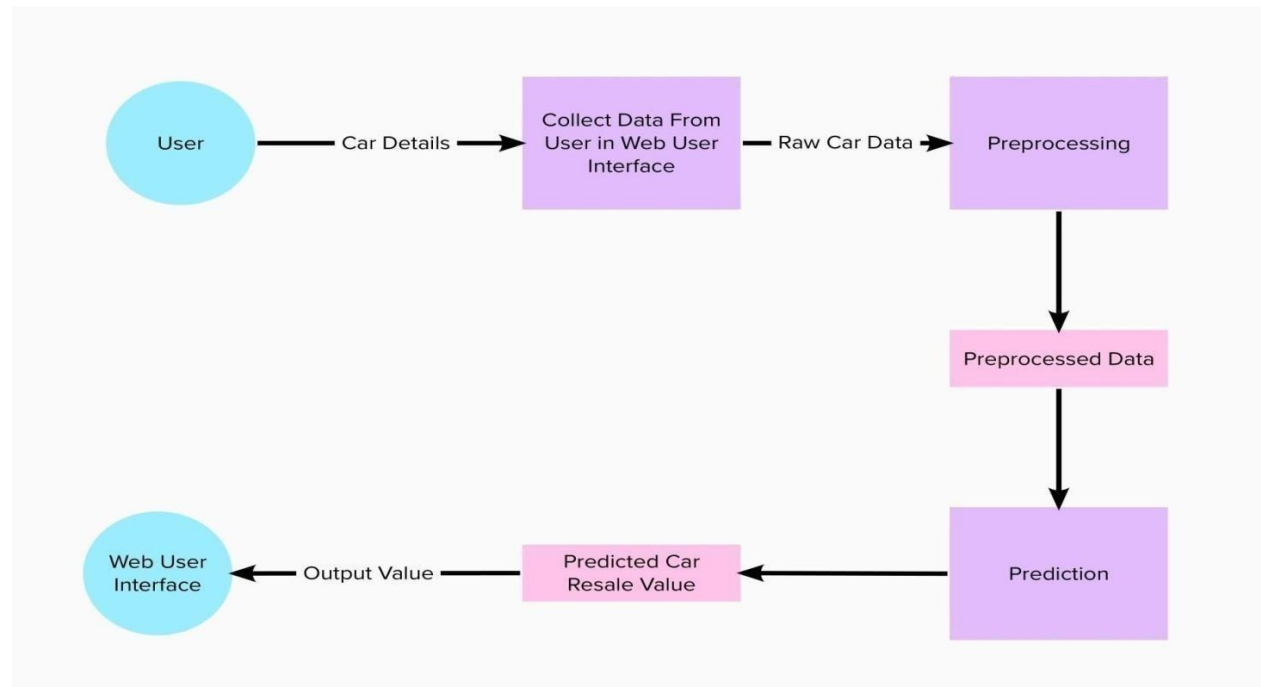 User
Car Details
Collect Data From
User in Web User
Interface
Raw Car Data
Preprocessing
Preprocessed Data
Prediction
Predicted Car
Resale Value
Output Value
Web User
Interface